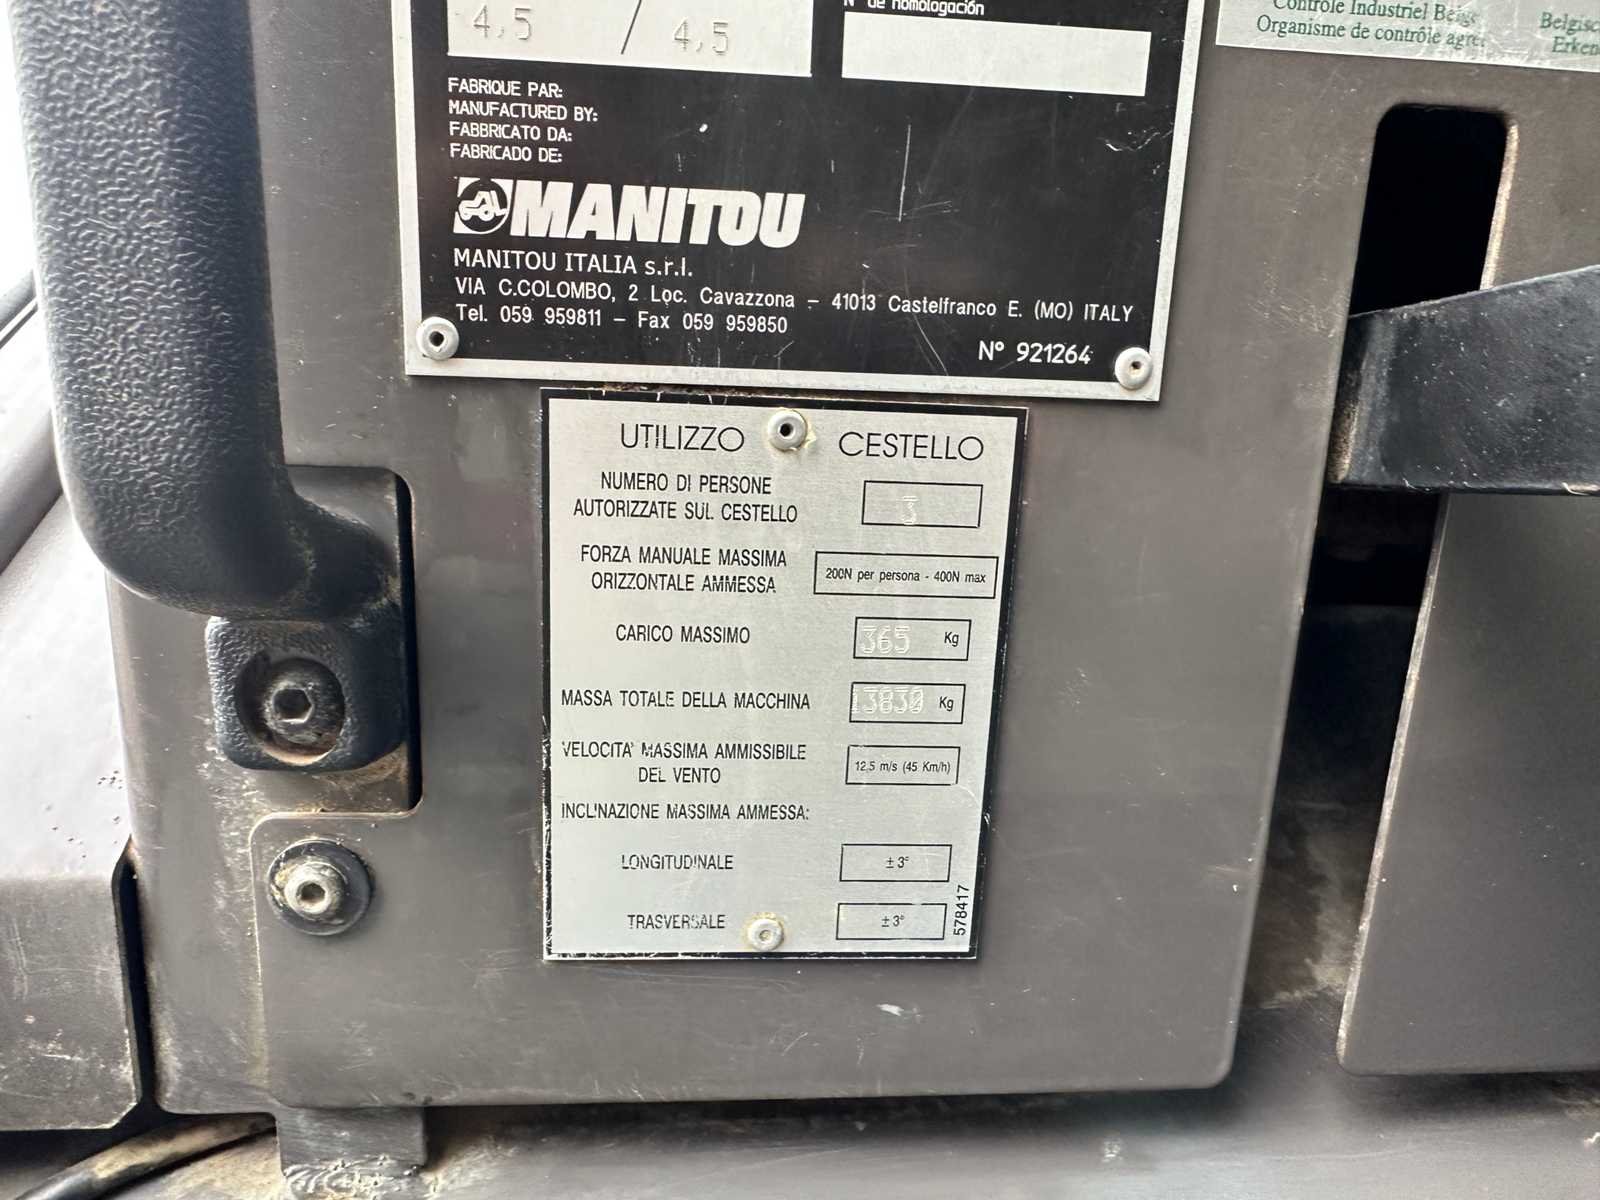 4,5 / 4,5
N° de homologación
Contrôle Industriel
Organisme de contrôle
FABRIQUE PAR:
MANUFACTURED BY:
FABBRICATO DA:
FABRICADO DE:
MANITOU
MANITOU ITALIA s.r.l.
VIA C.COLOMBO, 2 Loc. Cavazzona - 41013 Castelfranco E. (MO) ITALY
Tel. 059 959811 - Fax 059 959850
N° 921264
UTILIZZO CESTELLO
NUMERO DI PERSONE
AUTORIZZATE SUL CESTELLO
3
FORZA MANUALE MASSIMA
ORIZZONTALE AMMESSA
200N per persona - 400N max
CARICO MASSIMO
365 Kg
MASSA TOTALE DELLA MACCHINA
13830 Kg
VELOCITA' MASSIMA AMMISSIBILE
DEL VENTO
12,5 m/s (45 Km/h)
INCLINAZIONE MASSIMA AMMESSA:
LONGITUDINALE
± 3°
TRASVERSALE
± 3°
578417